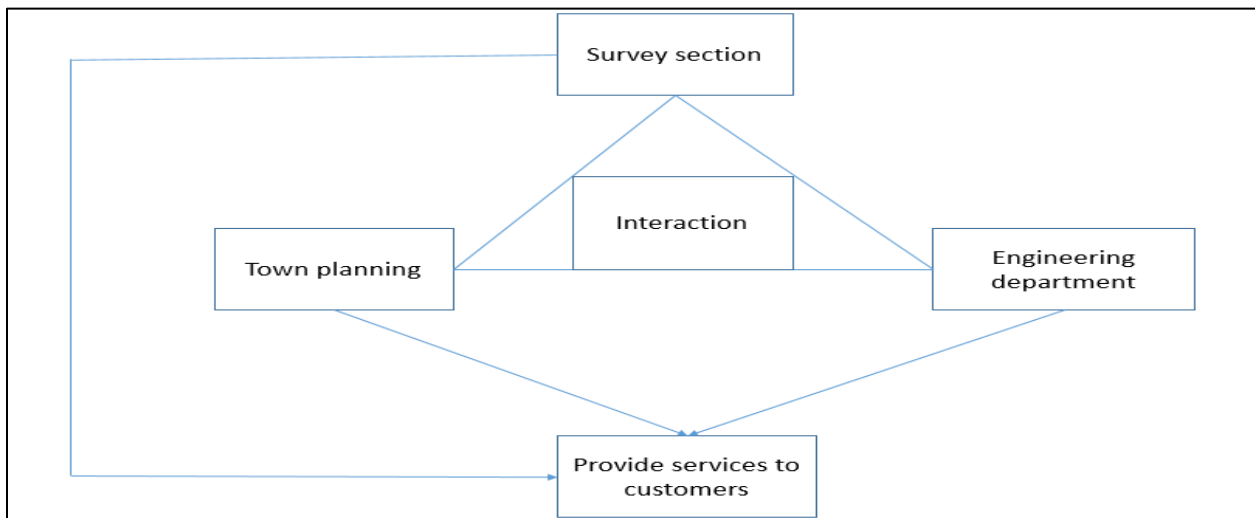 Survey section
Interaction
Town planning
Engineering
department
Provide services to
customers